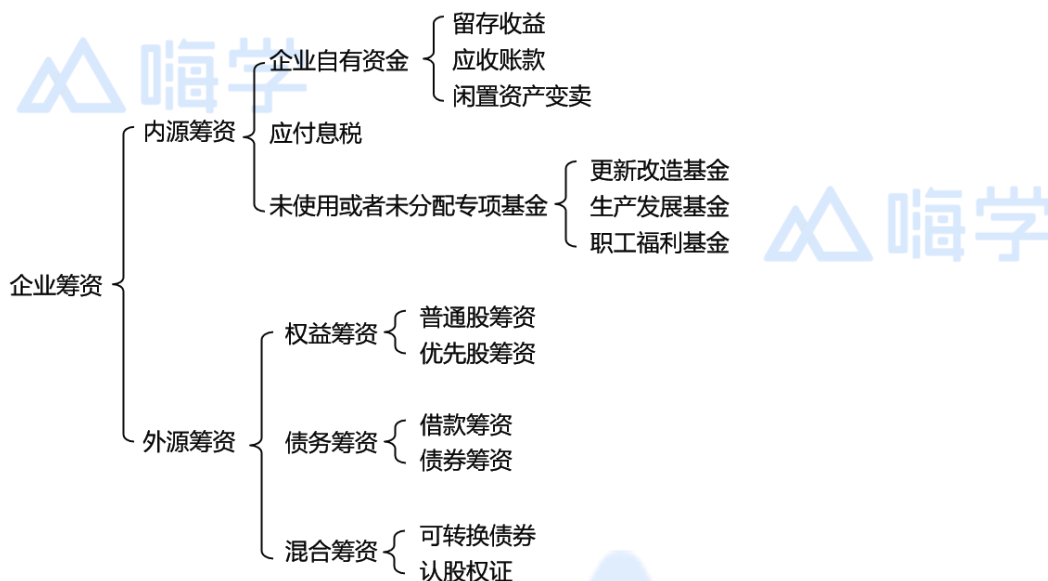 嗨学
留存收益
企业自有资金
应收账款
闲置资产变卖
内源筹资
应付息税
更新改造基金
未使用或者未分配专项基金
生产发展基金
职工福利基金
嗨学
企业筹资
普通股筹资
权益筹资
优先股筹资
借款筹资
外源筹资
债务筹资
债券筹资
可转换债券
混合筹资
认股权证